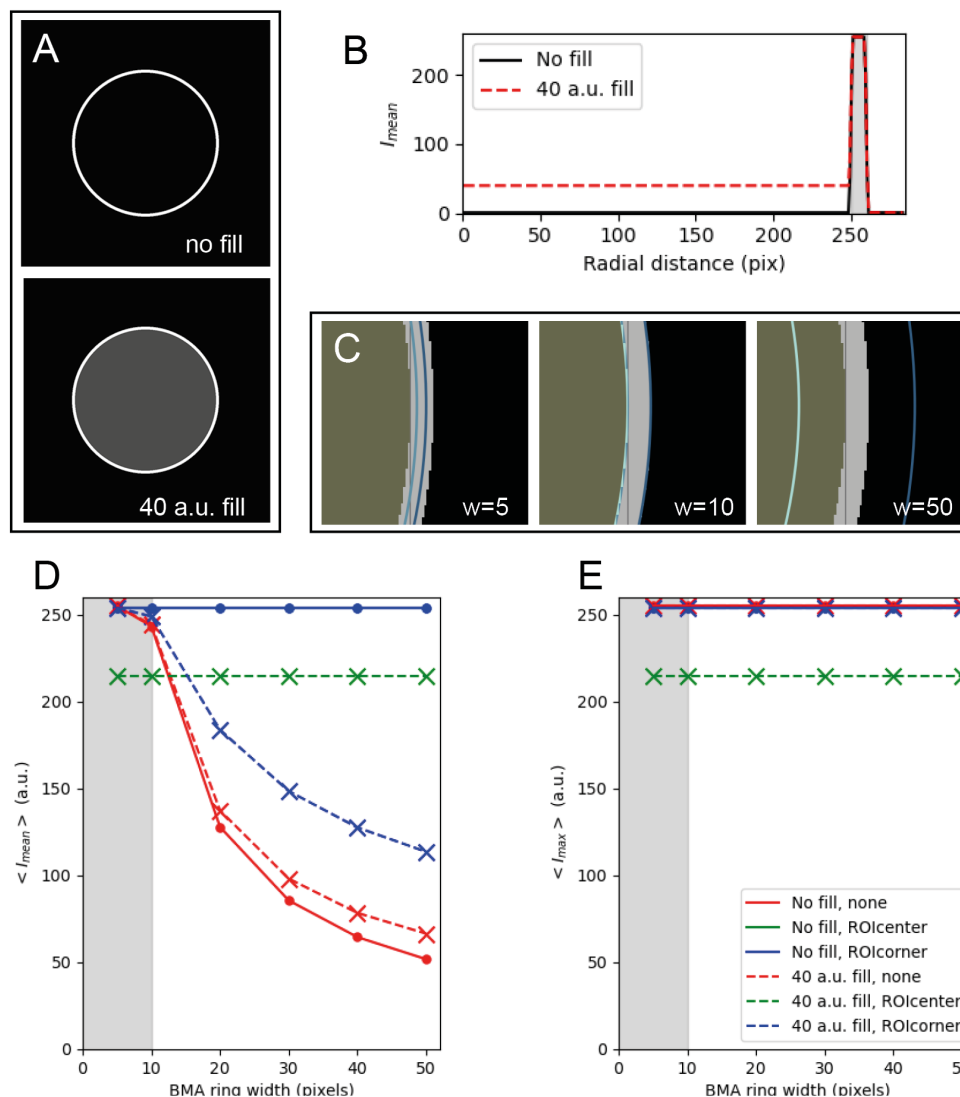 A
no fill
40 a.u. fill
B
No fill
40 a.u. fill
I_mean
200
100
0
0 50 100 150 200 250
Radial distance (pix)
C
w=5
w=10
w=50
D
< I_mean > (a.u.)
250
200
150
100
50
0
0 10 20 30 40 50
BMA ring width (pixels)
E
< I_max > (a.u.)
250
200
150
100
50
0
0 10 20 30 40 50
BMA ring width (pixels)
No fill, none
No fill, ROIcenter
No fill, ROIcorner
40 a.u. fill, none
40 a.u. fill, ROIcenter
40 a.u. fill, ROIcorner